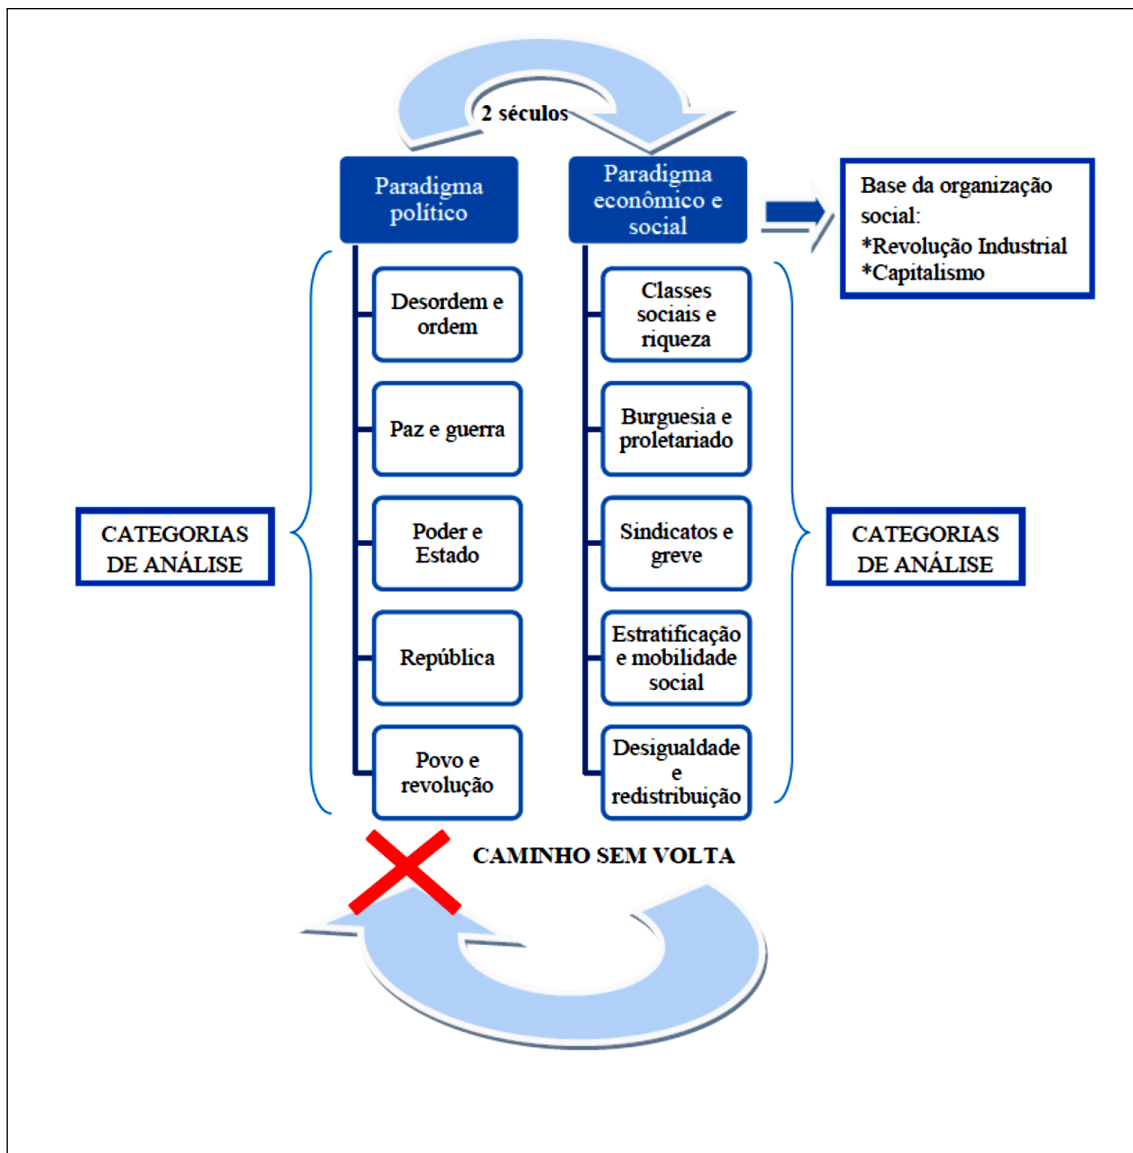 2 séculos
Paradigma
político
Paradigma
econômico e
social
Base da organização
social:
*Revolução Industrial
*Capitalismo
Desordem e
ordem
Paz e guerra
Poder e
Estado
República
Povo e
revolução
Classes
sociais e
riqueza
Burguesia e
proletariado
Sindicatos e
greve
Estratificação
e mobilidade
social
Desigualdade
e
redistribuição
CATEGORIAS
DE ANÁLISE
CATEGORIAS
DE ANÁLISE
CAMINHO SEM VOLTA